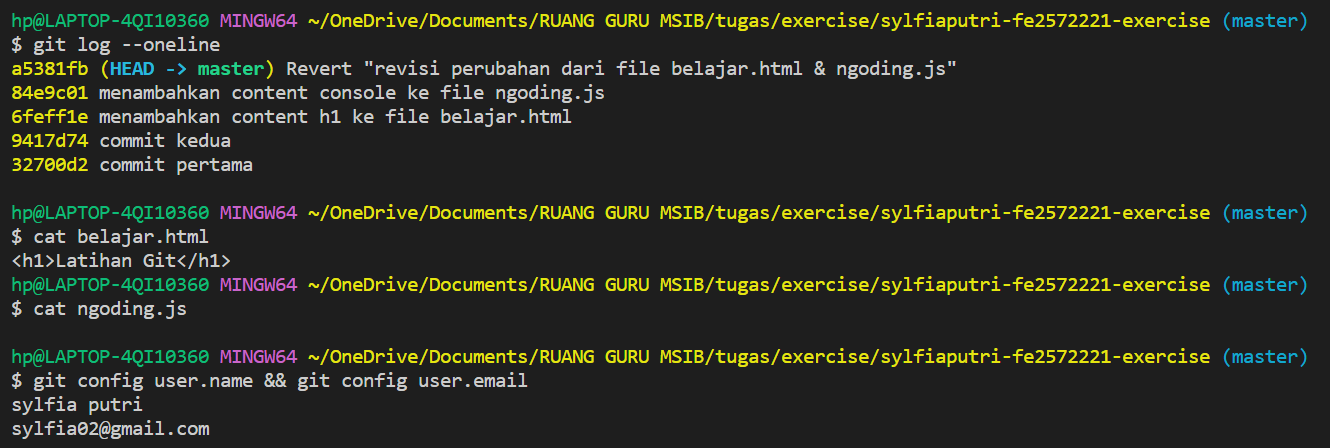 hp@LAPTOP-4QI10360 MINGW64 ~/OneDrive/Documents/RUANG GURU MSIB/tugas/exercise/sylfiaputri-fe2572221-exercise (master)
$ git log --oneline
a5381fb (HEAD -> master) Revert "revisi perubahan dari file belajar.html & ngoding.js"
84e9c01 menambahkan content console ke file ngoding.js
6feff1e menambahkan content h1 ke file belajar.html
9417d74 commit kedua
32700d2 commit pertama
hp@LAPTOP-4QI10360 MINGW64 ~/OneDrive/Documents/RUANG GURU MSIB/tugas/exercise/sylfiaputri-fe2572221-exercise (master)
$ cat belajar.html
<h1>Latihan Git</h1>
hp@LAPTOP-4QI10360 MINGW64 ~/OneDrive/Documents/RUANG GURU MSIB/tugas/exercise/sylfiaputri-fe2572221-exercise (master)
$ cat ngoding.js
hp@LAPTOP-4QI10360 MINGW64 ~/OneDrive/Documents/RUANG GURU MSIB/tugas/exercise/sylfiaputri-fe2572221-exercise (master)
$ git config user.name && git config user.email
sylfia putri
sylfia02@gmail.com